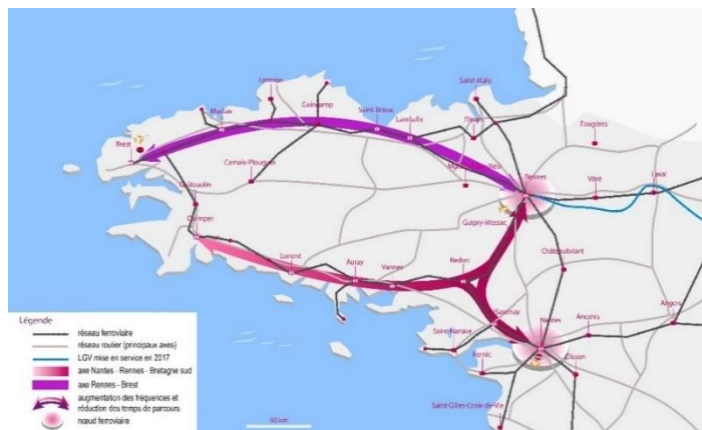 Lannion
Saint-Malo
Morlaix
Guingamp
Saint-Brieuc
Lamballe
Dinan
Fougères
Brest
Carhaix-Plouguer
Rennes
Vitré
Laval
Châteaulin
Quimper
Guipry-Messac
Châteaubriant
Lorient
Auray
Vannes
Redon
Savenay
Saint-Nazaire
Nantes
Ancenis
Angers
Pornic
Clisson
Saint-Gilles-Croix-de-Vie
50 km
Légende
réseau ferroviaire
réseau routier (principaux axes)
LGV mise en service en 2017
axe Nantes - Rennes - Bretagne sud
axe Rennes - Brest
augmentation des fréquences et
réduction des temps de parcours
nœud ferroviaire